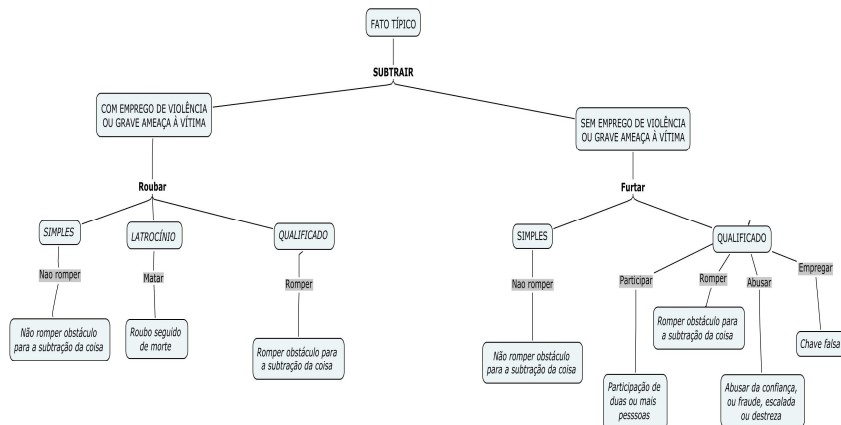 FATO TÍPICO
SUBTRAIR
COM EMPREGO DE VIOLÊNCIA
OU GRAVE AMEAÇA À VÍTIMA
SEM EMPREGO DE VIOLÊNCIA
OU GRAVE AMEAÇA À VÍTIMA
Roubar
Furtar
SIMPLES
LATROCÍNIO
QUALIFICADO
SIMPLES
QUALIFICADO
Nao romper
Matar
Romper
Nao romper
Participar
Romper
Abusar
Empregar
Não romper obstáculo
para a subtração da coisa
Roubo seguido
de morte
Romper obstáculo para
a subtração da coisa
Não romper obstáculo
para a subtração da coisa
Participação de
duas ou mais
pesssoas
Romper obstáculo para
a subtração da coisa
Abusar da confiança,
ou fraude, escalada
ou destreza
Chave falsa